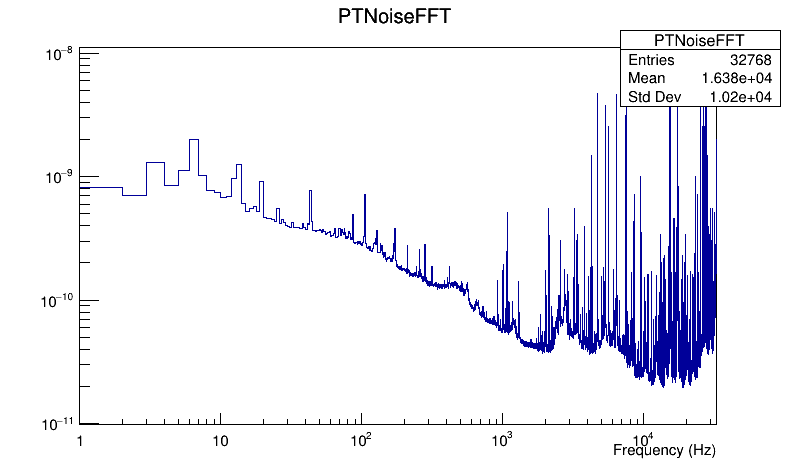 PTNoiseFFT
PTNoiseFFT
Entries 32768
Mean 1.638e+04
Std Dev 1.02e+04
10⁻⁸
10⁻⁹
10⁻¹⁰
10⁻¹¹
1 10 10² 10³ 10⁴
Frequency (Hz)